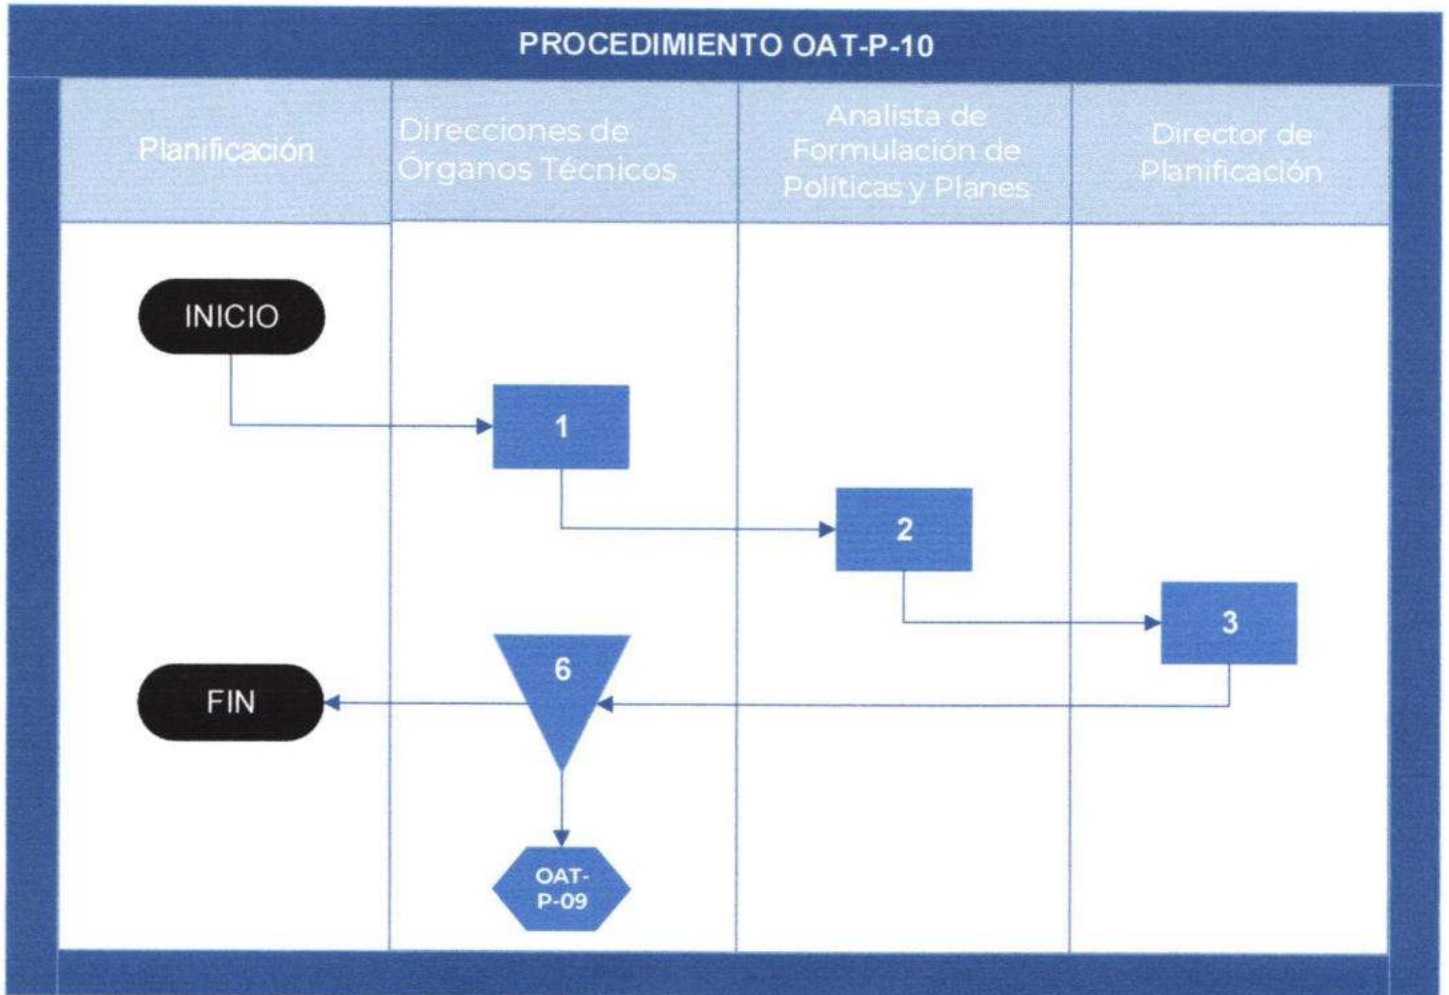 PROCEDIMIENTO OAT-P-10
Planificación
Direcciones de
Órganos Técnicos
Analista de
Formulación de
Políticas y Planes
Director de
Planificación
INICIO
1
2
3
6
FIN
OAT-
P-09